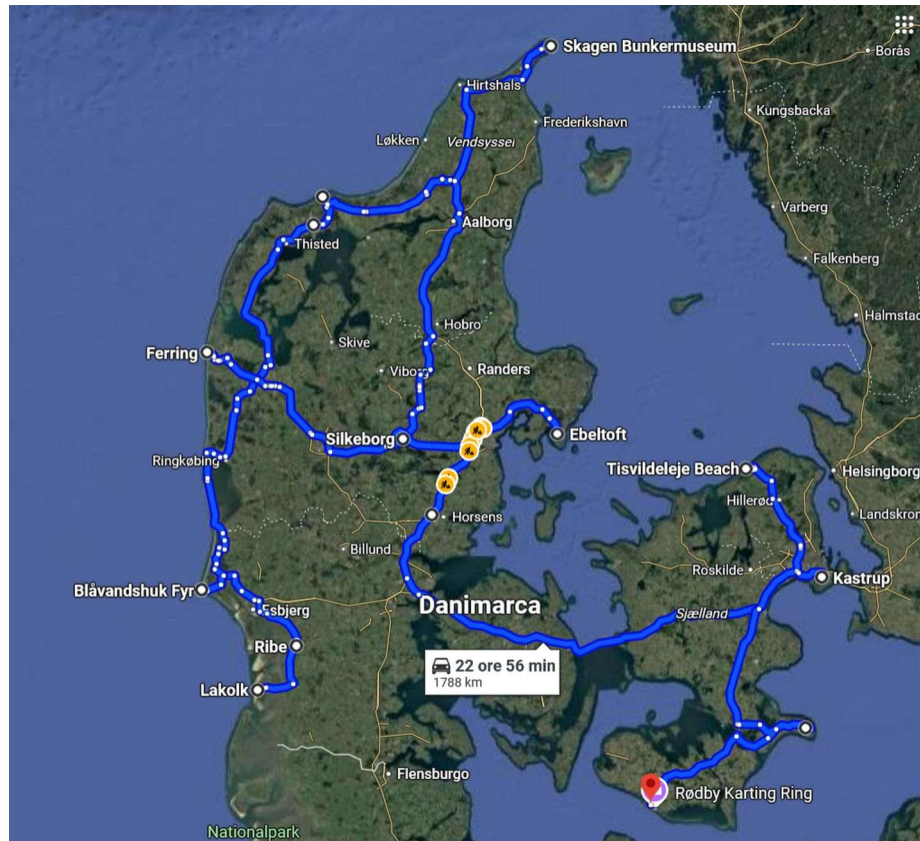 Skagen Bunkermuseum
Borås
Hirtshals
Kungsbacka
Frederikshavn
Løkken
Vendsyssel
Varberg
Aalborg
Thisted
Falkenberg
Halmstad
Hobro
Ferring
Skive
Viborg
Randers
Silkeborg
Ebeltoft
Ringkøbing
Tisvildeleje Beach
Helsingborg
Hillerød
Horsens
Landskron
Billund
Roskilde
Kastrup
Blåvandshuk Fyr
Danimarca
Esbjerg
Sjælland
Ribe
22 ore 56 min
1788 km
Lakolk
Flensburgo
Rødby Karting Ring
Nationalpark